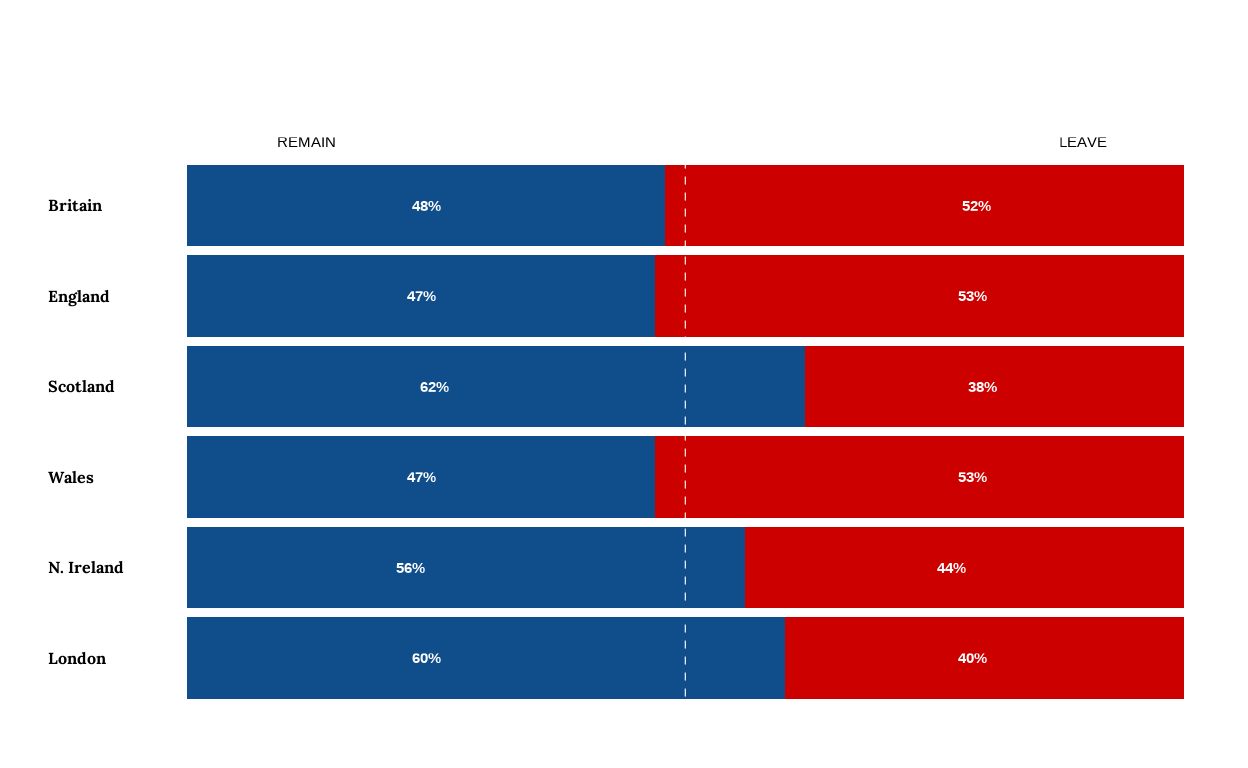 REMAIN LEAVE
Britain 48% 52%
England 47% 53%
Scotland 62% 38%
Wales 47% 53%
N. Ireland 56% 44%
London 60% 40%